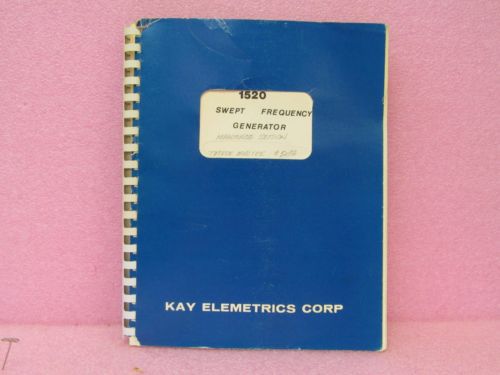 1520
SWEPT FREQUENCY
GENERATOR
KAY ELEMETRICS CORP